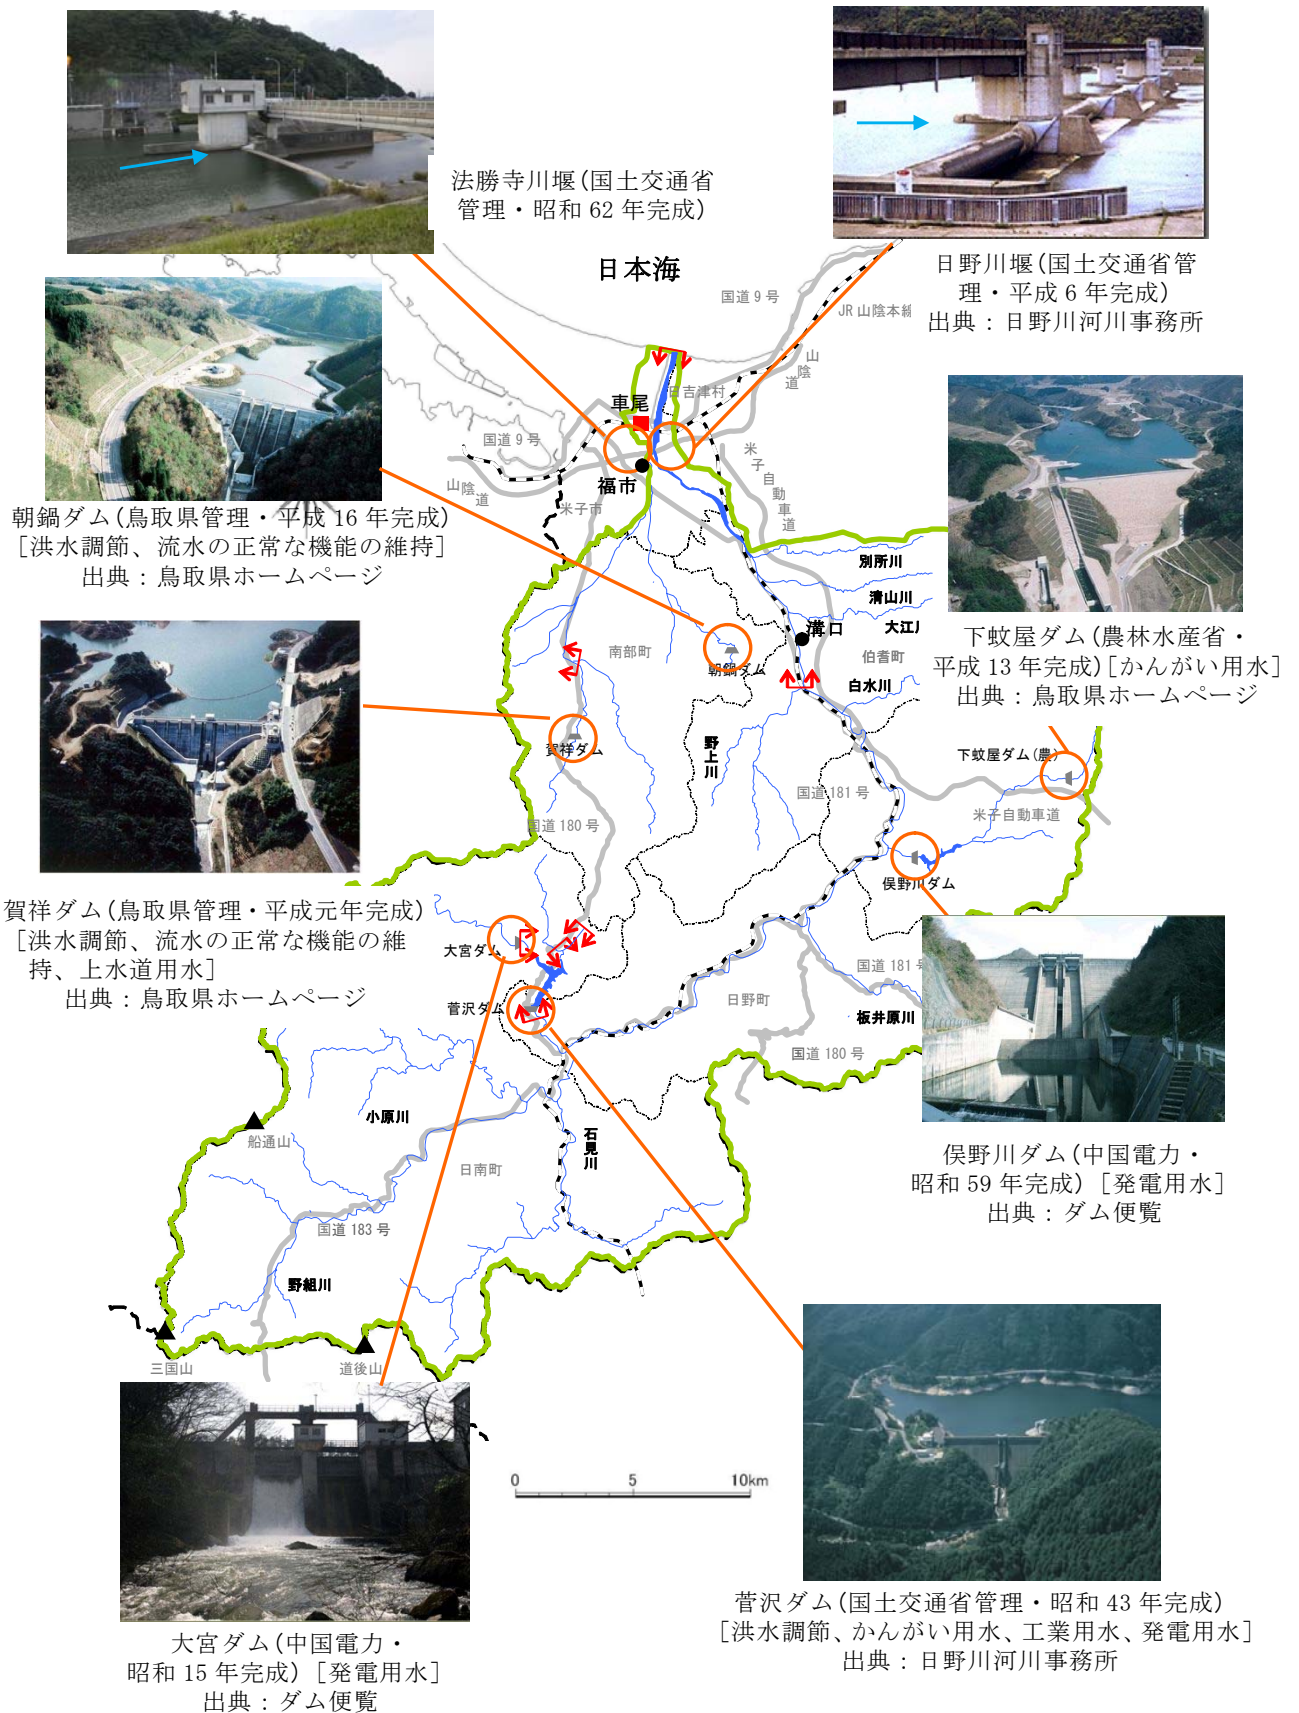 法勝寺川堰(国土交通省
管理・昭和 62 年完成)
日野川堰(国土交通省管
理・平成 6 年完成)
出典：日野川河川事務所
日本海
国道 9 号
JR 山陰本線
山陰道
日吉津村
車尾
国道 9 号
山陰道
福市
米子市
米子自動車道
朝鍋ダム(鳥取県管理・平成 16 年完成)
[洪水調節、流水の正常な機能の維持]
出典：鳥取県ホームページ
別所川
清山川
大江川
溝口
伯耆町
白水川
南部町
朝鍋ダム
下蚊屋ダム(農林水産省・
平成 13 年完成)[かんがい用水]
出典：鳥取県ホームページ
賀祥ダム
野上川
下蚊屋ダム(農)
国道 181 号
米子自動車道
国道 180 号
俣野川ダム
賀祥ダム(鳥取県管理・平成元年完成)
[洪水調節、流水の正常な機能の維
持、上水道用水]
出典：鳥取県ホームページ
大宮ダム
菅沢ダム
日野町
国道 181 号
板井原川
国道 180 号
小原川
船通山
石見川
日南町
国道 183 号
野組川
三国山
道後山
俣野川ダム(中国電力・
昭和 59 年完成) [発電用水]
出典：ダム便覧
0 5 10km
大宮ダム(中国電力・
昭和 15 年完成) [発電用水]
出典：ダム便覧
菅沢ダム(国土交通省管理・昭和 43 年完成)
[洪水調節、かんがい用水、工業用水、発電用水]
出典：日野川河川事務所